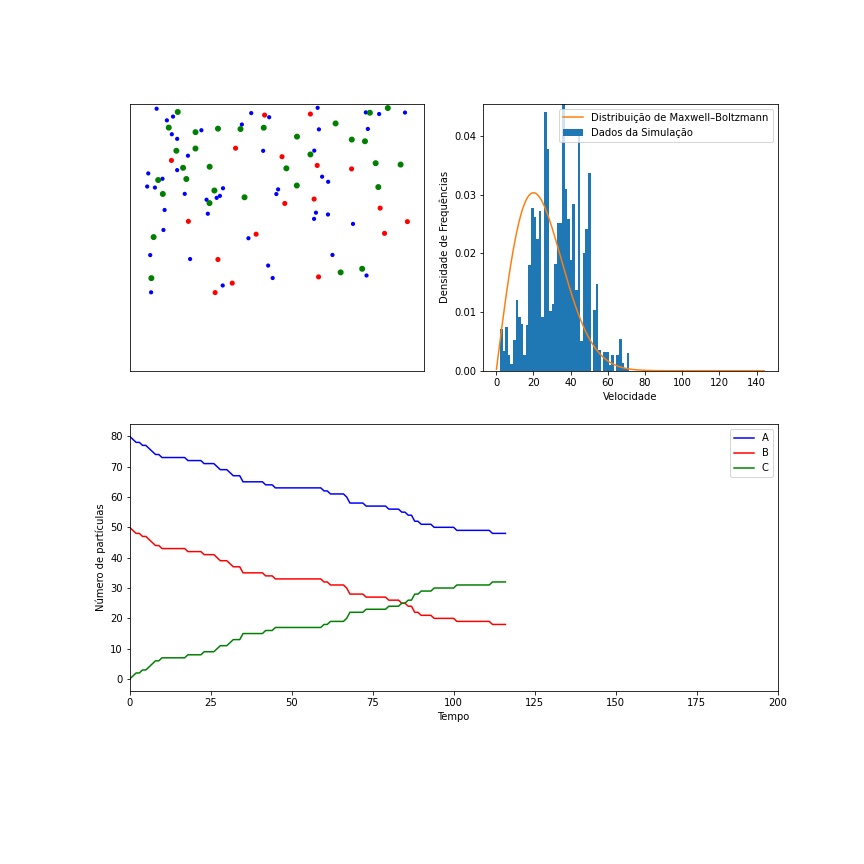 Distribuição de Maxwell–Boltzmann
Dados da Simulação
Densidade de Frequências
0.04
0.03
0.02
0.01
0.00
0 20 40 60 80 100 120 140
Velocidade
A
B
C
Número de partículas
80
70
60
50
40
30
20
10
0
0 25 50 75 100 125 150 175 200
Tempo